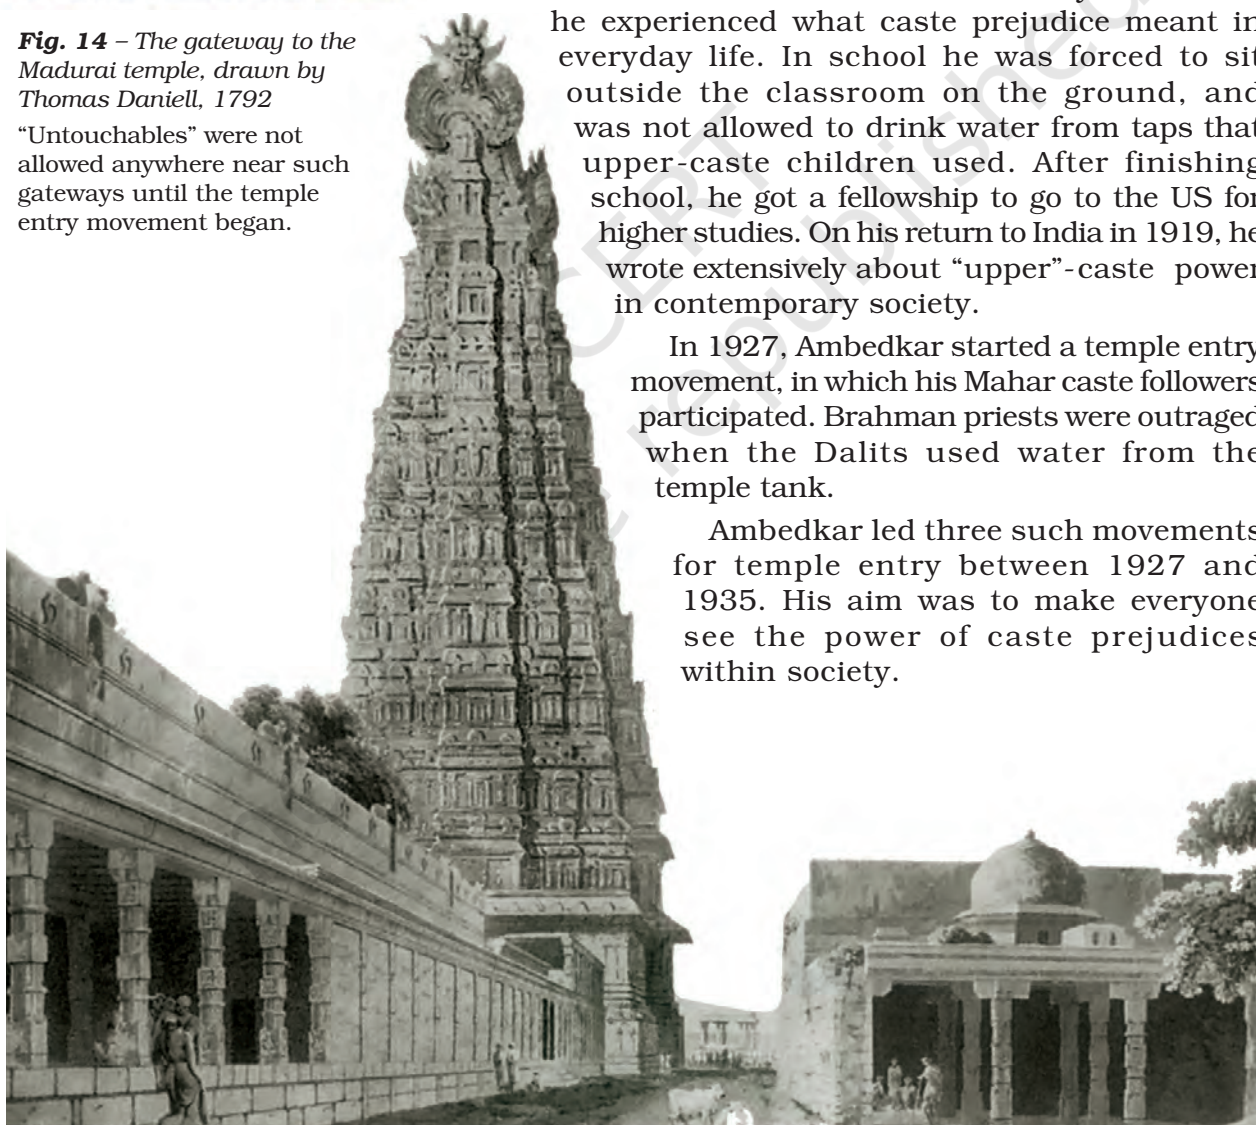 Fig. 14 – The gateway to the
Madurai temple, drawn by
Thomas Daniell, 1792
“Untouchables” were not
allowed anywhere near such
gateways until the temple
entry movement began.
he experienced what caste prejudice meant in
everyday life. In school he was forced to sit
outside the classroom on the ground, and
was not allowed to drink water from taps that
upper-caste children used. After finishing
school, he got a fellowship to go to the US for
higher studies. On his return to India in 1919, he
wrote extensively about “upper”-caste power
in contemporary society.
In 1927, Ambedkar started a temple entry
movement, in which his Mahar caste followers
participated. Brahman priests were outraged
when the Dalits used water from the
temple tank.
Ambedkar led three such movements
for temple entry between 1927 and
1935. His aim was to make everyone
see the power of caste prejudices
within society.
republished